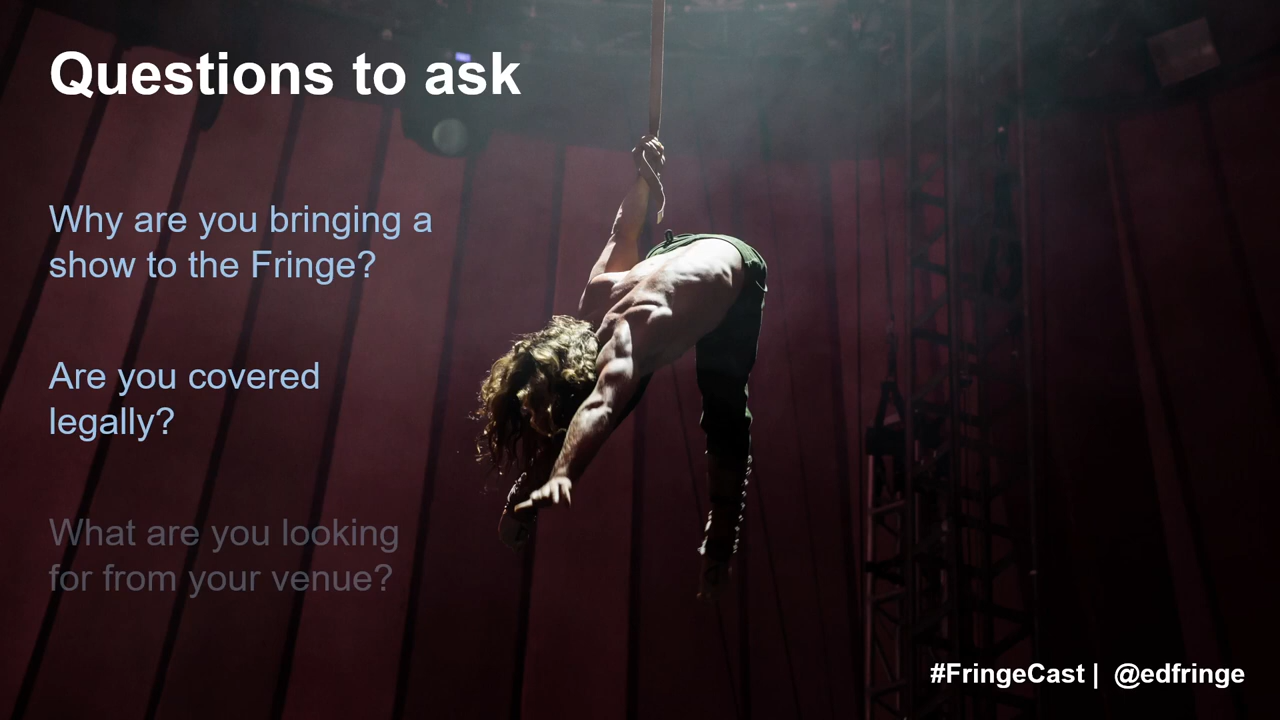 Questions to ask
Why are you bringing a
show to the Fringe?
Are you covered
legally?
What are you looking
for from your venue?
#FringeCast | @edfringe